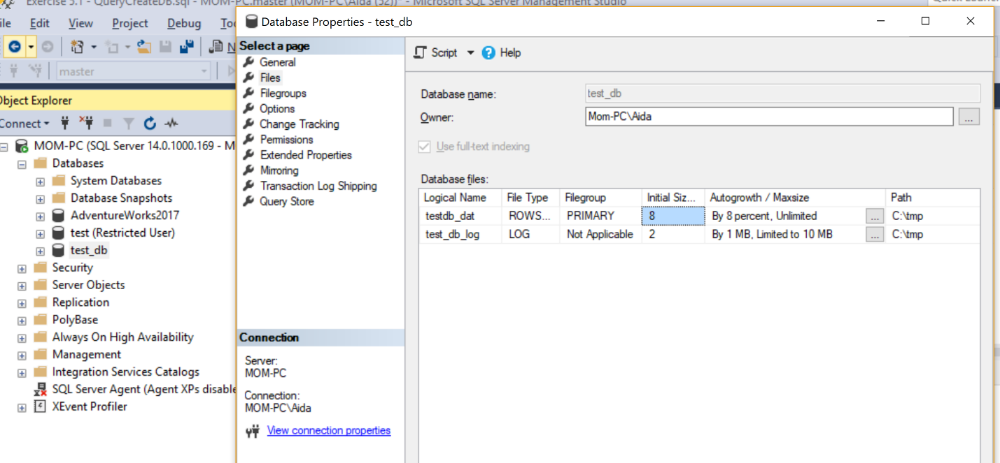 Exercise 5.1 - QueryCreateDB.sql - MOM-PC.master (MOM-PC\Aida (52))* - Microsoft SQL Server Management Studio
Quick Launch
ile Edit View Project Debug Too
N
master
Object Explorer
Connect
MOM-PC (SQL Server 14.0.1000.169 - M
Databases
System Databases
Database Snapshots
AdventureWorks2017
test (Restricted User)
test_db
Security
Server Objects
Replication
PolyBase
Always On High Availability
Management
Integration Services Catalogs
SQL Server Agent (Agent XPs disable
XEvent Profiler
Database Properties - test_db
Select a page
General
Files
Filegroups
Options
Change Tracking
Permissions
Extended Properties
Mirroring
Transaction Log Shipping
Query Store
Connection
Server:
MOM-PC
Connection:
MOM-PC\Aida
View connection properties
Script Help
Database name: test_db
Owner: Mom-PC\Aida ...
Use full-text indexing
Database files:
Logical Name File Type Filegroup Initial Siz... Autogrowth / Maxsize Path
testdb_dat ROWS... PRIMARY 8 By 8 percent, Unlimited ... C:\tmp
test_db_log LOG Not Applicable 2 By 1 MB, Limited to 10 MB ... C:\tmp